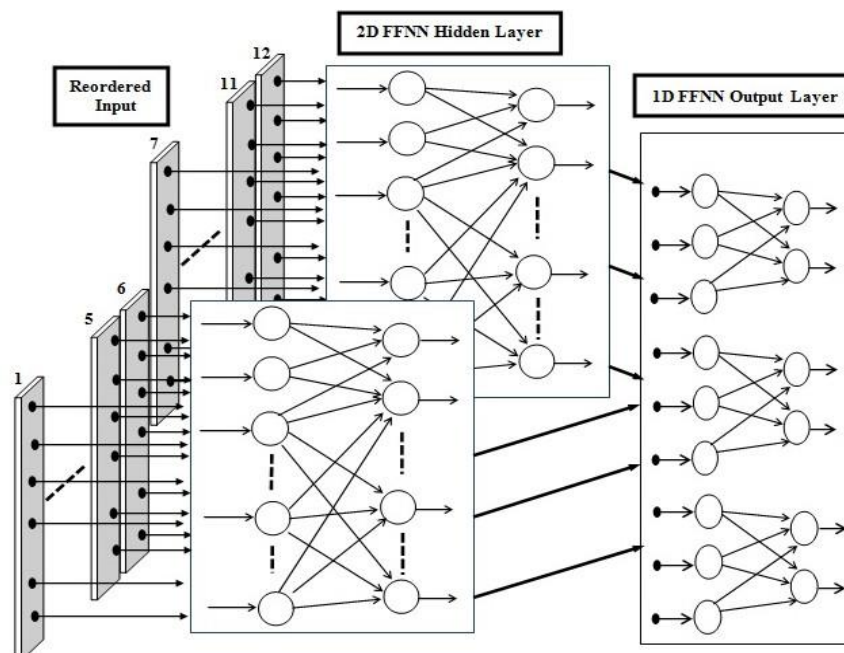 2D FFNN Hidden Layer
12
Reordered
Input
11
1D FFNN Output Layer
7
6
5
1